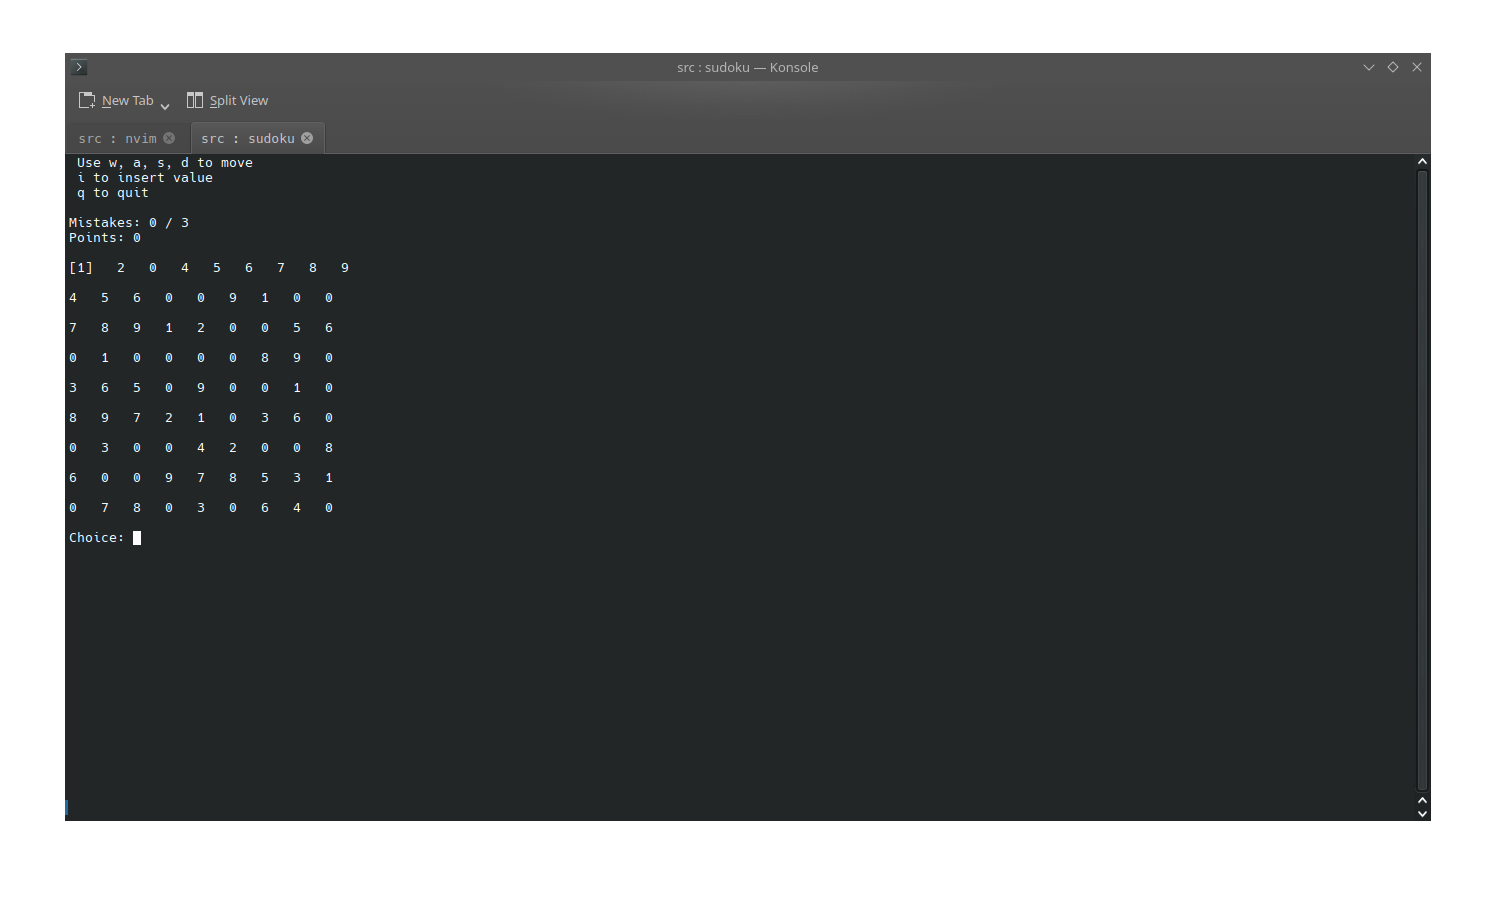 src : sudoku — Konsole
New Tab Split View
src : nvim src : sudoku
Use w, a, s, d to move
i to insert value
q to quit
Mistakes: 0 / 3
Points: 0
[1] 2 0 4 5 6 7 8 9
4 5 6 0 0 9 1 0 0
7 8 9 1 2 0 0 5 6
0 1 0 0 0 0 8 9 0
3 6 5 0 9 0 0 1 0
8 9 7 2 1 0 3 6 0
0 3 0 0 4 2 0 0 8
6 0 0 9 7 8 5 3 1
0 7 8 0 3 0 6 4 0
Choice: